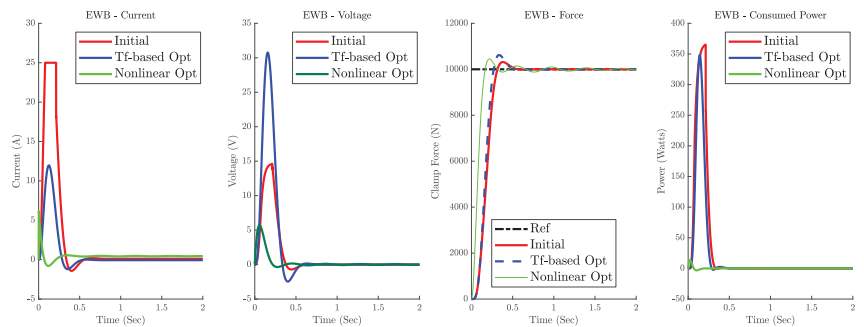 EWB - Current
30
25
20
15
10
5
0
-5
Current (A)
0
0.5
1
1.5
2
Time (Sec)
Initial
Tf-based Opt
Nonlinear Opt
EWB - Voltage
35
30
25
20
15
10
5
0
-5
Voltage (V)
0
0.5
1
1.5
2
Time (Sec)
Initial
Tf-based Opt
Nonlinear Opt
EWB - Force
12000
10000
8000
6000
4000
2000
0
Clamp Force (N)
0
0.5
1
1.5
2
Time (Sec)
Ref
Initial
Tf-based Opt
Nonlinear Opt
EWB - Consumed Power
400
350
300
250
200
150
100
50
0
-50
Power (Watts)
0
0.5
1
1.5
2
Time (Sec)
Initial
Tf-based Opt
Nonlinear Opt